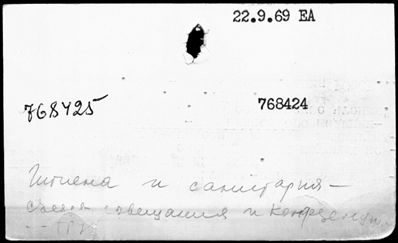 22.9.69 EA
768425 768424
Гигиена и санитария –
съезды совещания и конференции